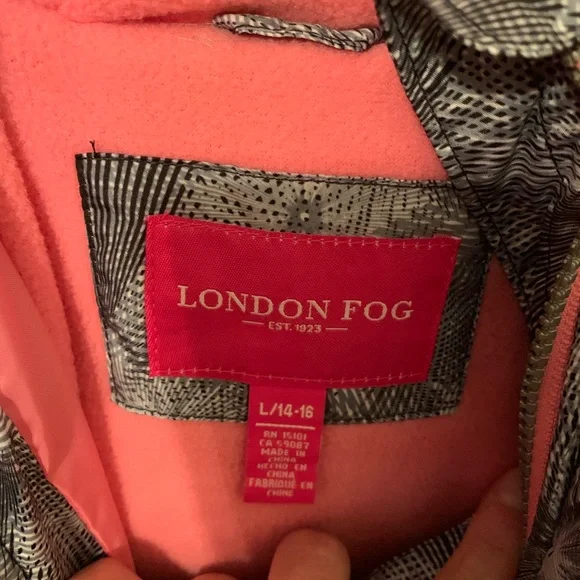 LONDON FOG
EST. 1923
L/14-16
RN 15101
CA 59087
MADE IN
CHINA
HECHO EN
CHINA
FABRIQUÉ EN
CHINE